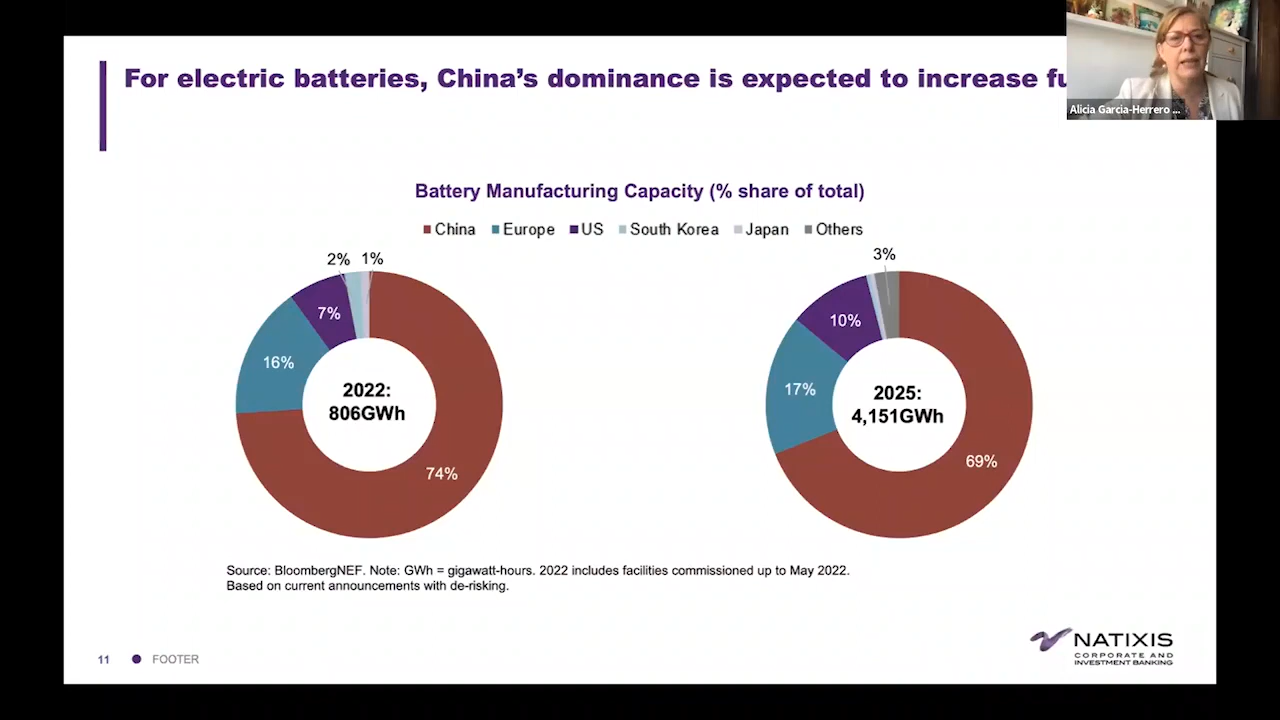 For electric batteries, China's dominance is expected to increase
Alicia Garcia-Herrero ...
Battery Manufacturing Capacity (% share of total)
China Europe US South Korea Japan Others
2% 1%
7%
16%
2022:
806GWh
74%
3%
10%
17%
2025:
4,151GWh
69%
Source: BloombergNEF. Note: GWh = gigawatt-hours. 2022 includes facilities commissioned up to May 2022.
Based on current announcements with de-risking.
11 FOOTER
NATIXIS
CORPORATE AND
INVESTMENT BANKING